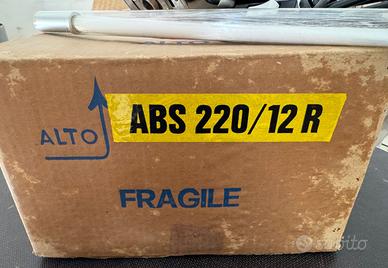 ABS 220/12 R
ALTO
FRAGILE
subito